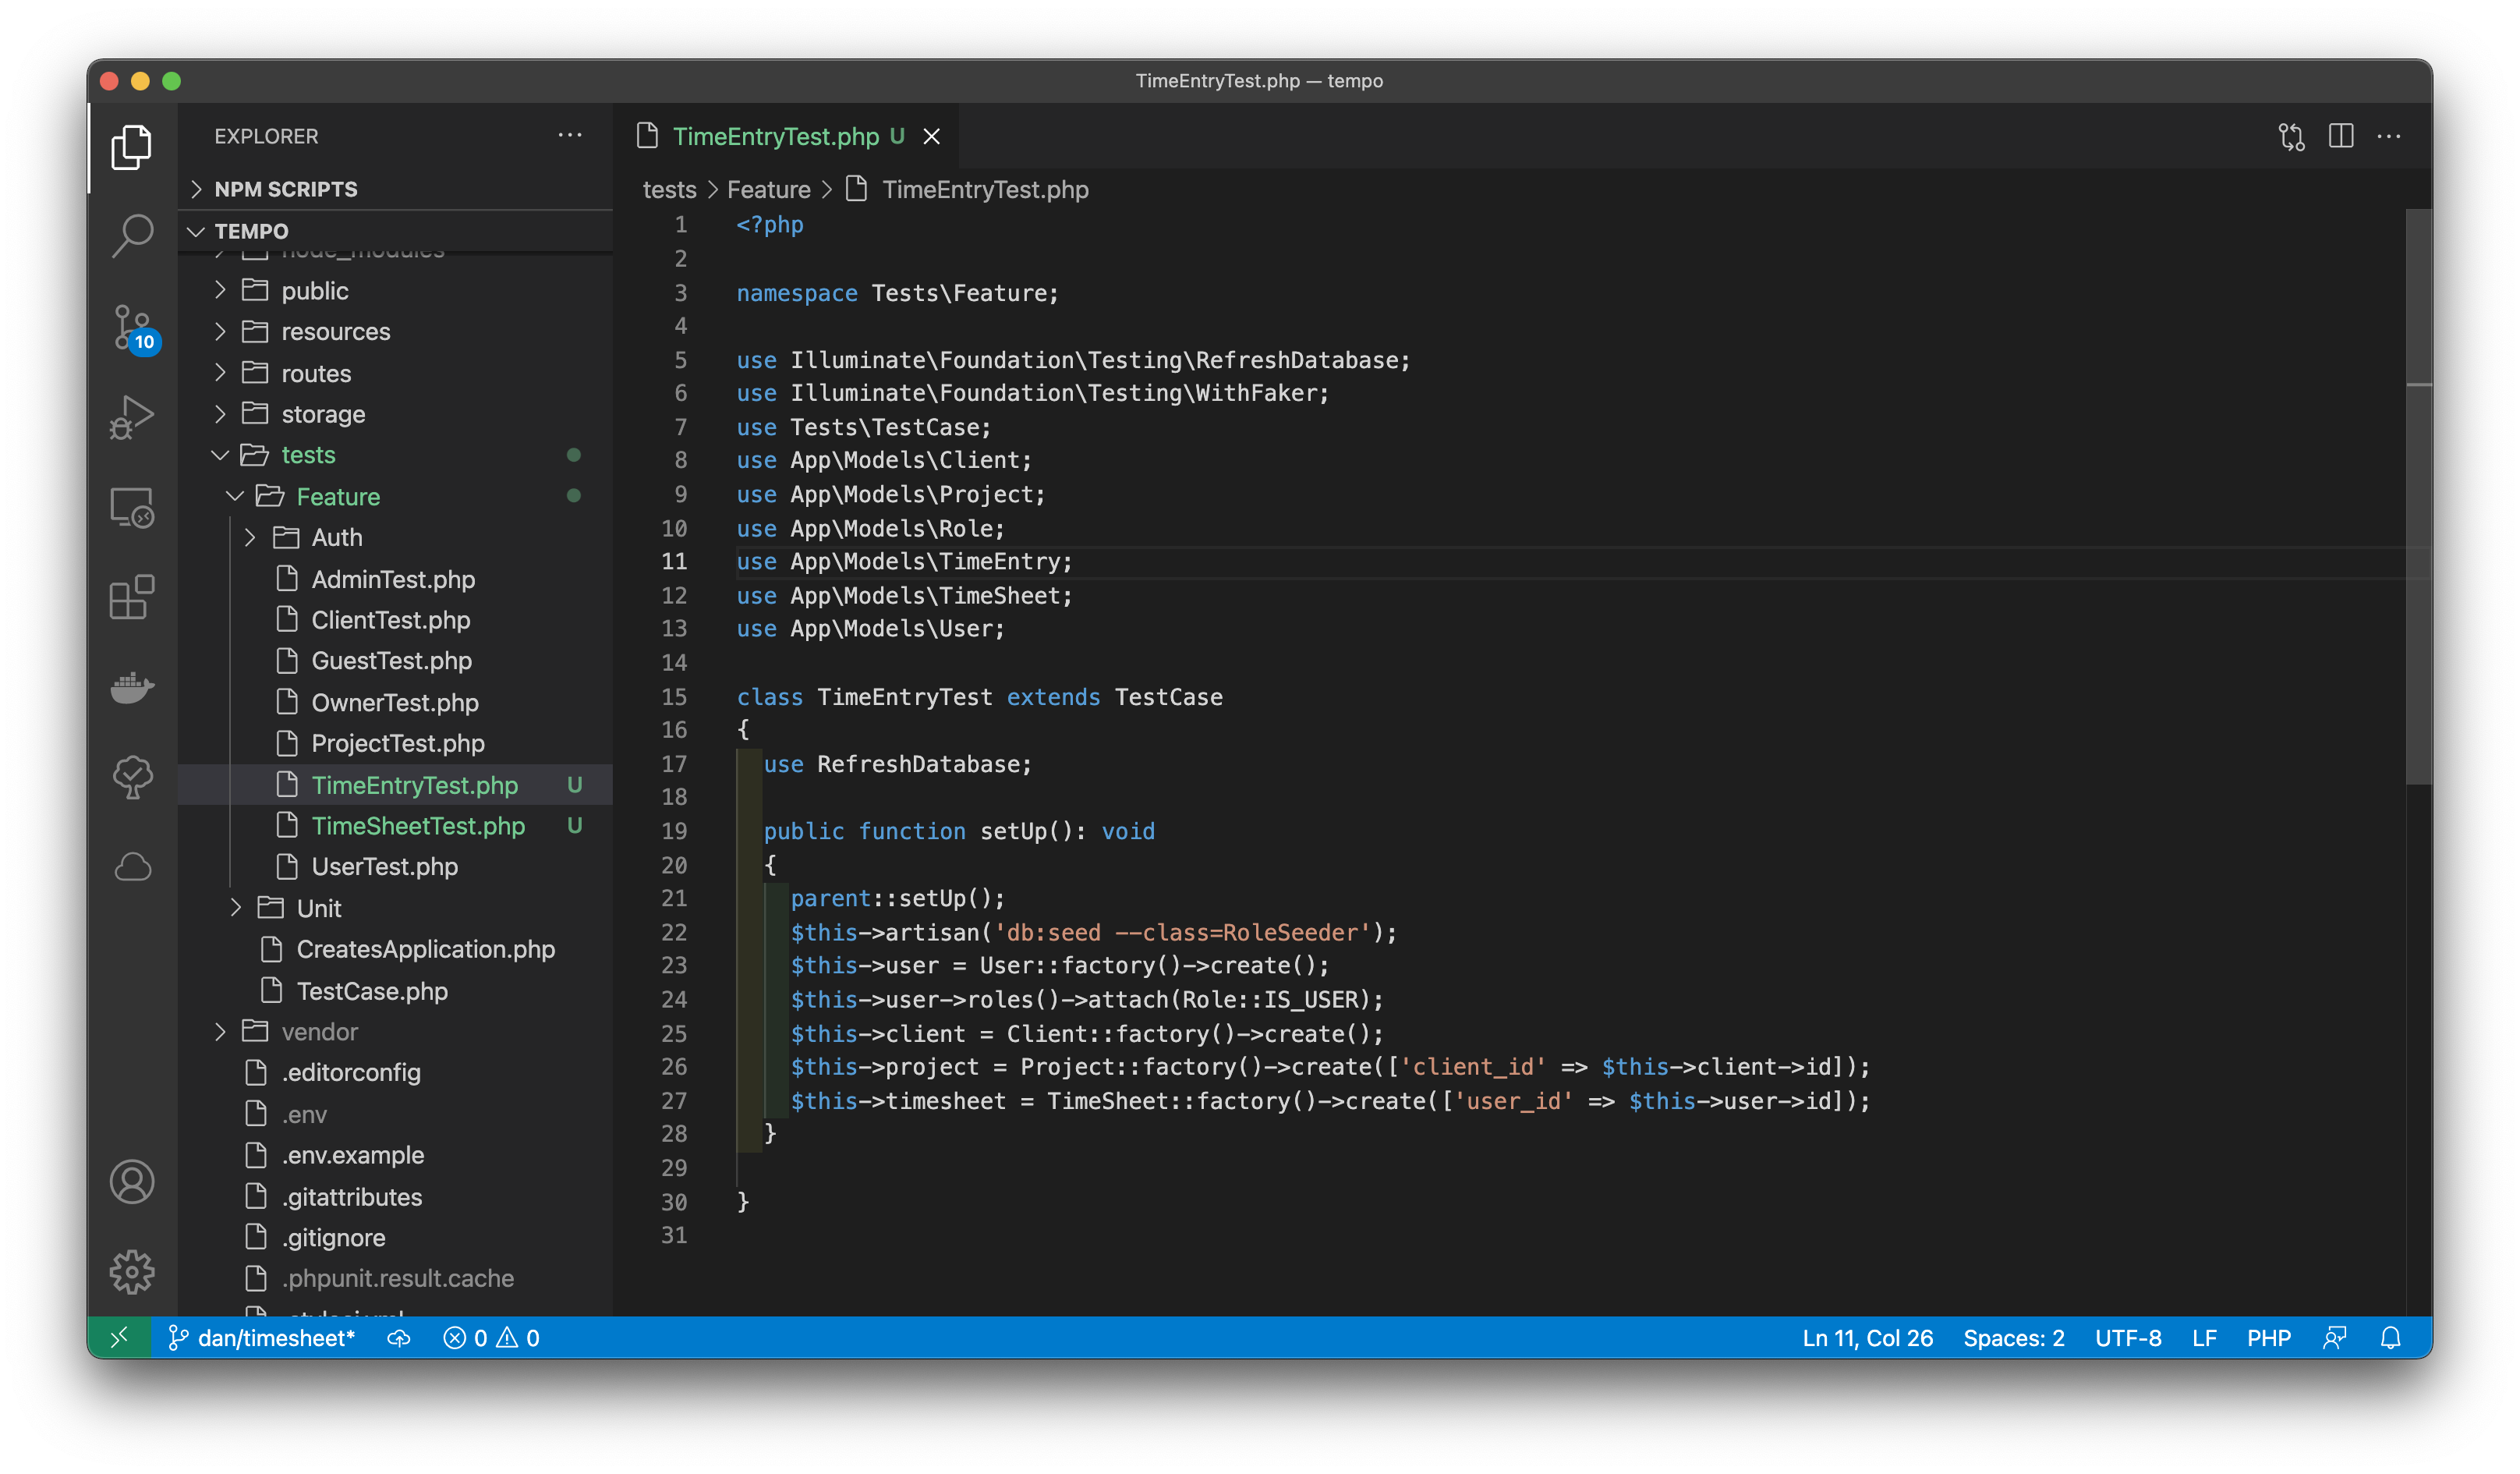 TimeEntryTest.php — tempo
EXPLORER
NPM SCRIPTS
TEMPO
node_modules
public
resources
routes
storage
tests
Feature
Auth
AdminTest.php
ClientTest.php
GuestTest.php
OwnerTest.php
ProjectTest.php
TimeEntryTest.php U
TimeSheetTest.php U
UserTest.php
Unit
CreatesApplication.php
TestCase.php
vendor
.editorconfig
.env
.env.example
.gitattributes
.gitignore
.phpunit.result.cache
10
TimeEntryTest.php U
tests > Feature > TimeEntryTest.php
1 <?php
2
3 namespace Tests\Feature;
4
5 use Illuminate\Foundation\Testing\RefreshDatabase;
6 use Illuminate\Foundation\Testing\WithFaker;
7 use Tests\TestCase;
8 use App\Models\Client;
9 use App\Models\Project;
10 use App\Models\Role;
11 use App\Models\TimeEntry;
12 use App\Models\TimeSheet;
13 use App\Models\User;
14
15 class TimeEntryTest extends TestCase
16 {
17   use RefreshDatabase;
18
19   public function setUp(): void
20   {
21     parent::setUp();
22     $this->artisan('db:seed --class=RoleSeeder');
23     $this->user = User::factory()->create();
24     $this->user->roles()->attach(Role::IS_USER);
25     $this->client = Client::factory()->create();
26     $this->project = Project::factory()->create(['client_id' => $this->client->id]);
27     $this->timesheet = TimeSheet::factory()->create(['user_id' => $this->user->id]);
28   }
29
30 }
31
dan/timesheet* 0 0 Ln 11, Col 26 Spaces: 2 UTF-8 LF PHP